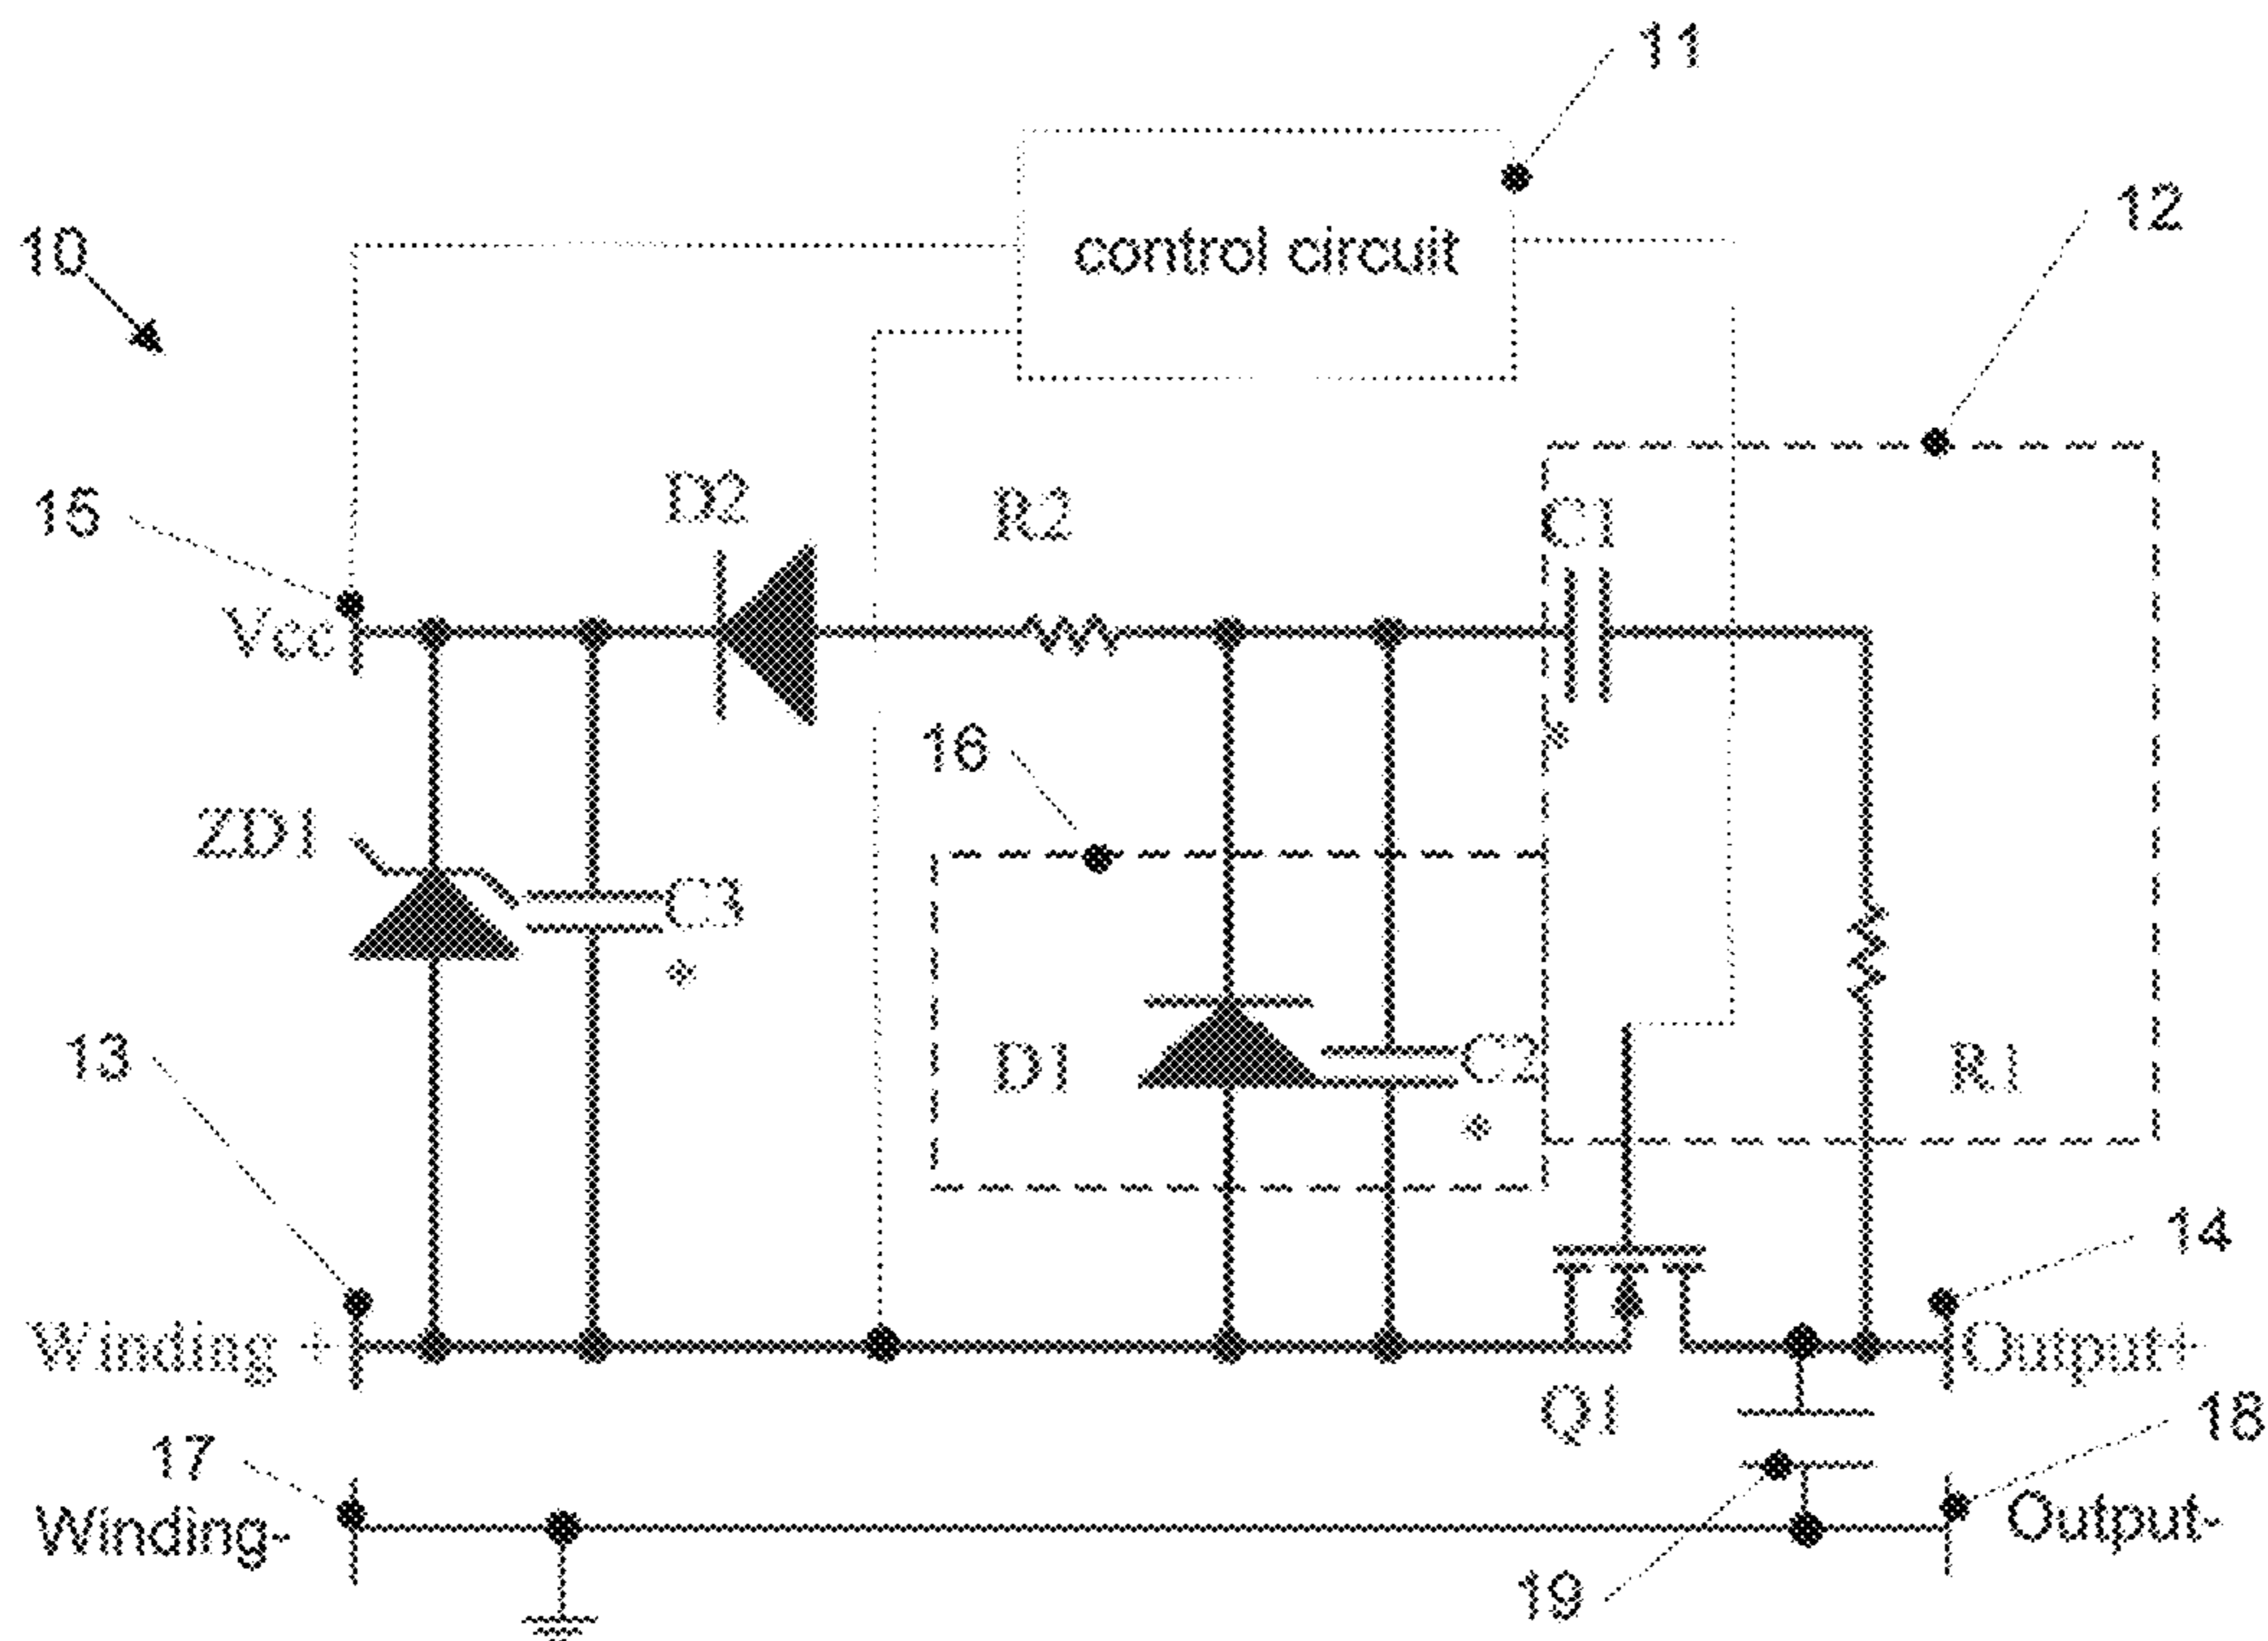 11
control circuit
12
10
15
D2
R2
C1
Vcc
16
ZD1
C3
*
*
13
D1
C2
*
R1
14
Winding +
Output+
Q1
18
17
Winding-
Output-
19